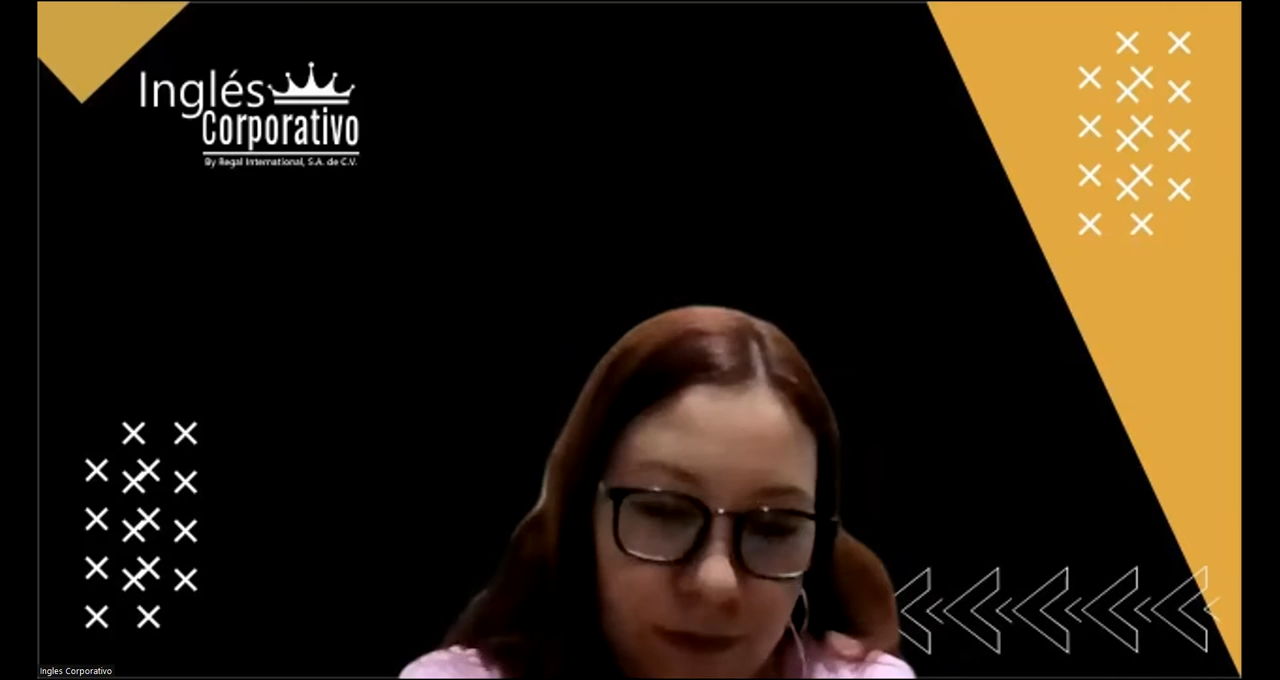 Inglés
Corporativo
By Regal International, S.A. de C.V.
Ingles Corporativo